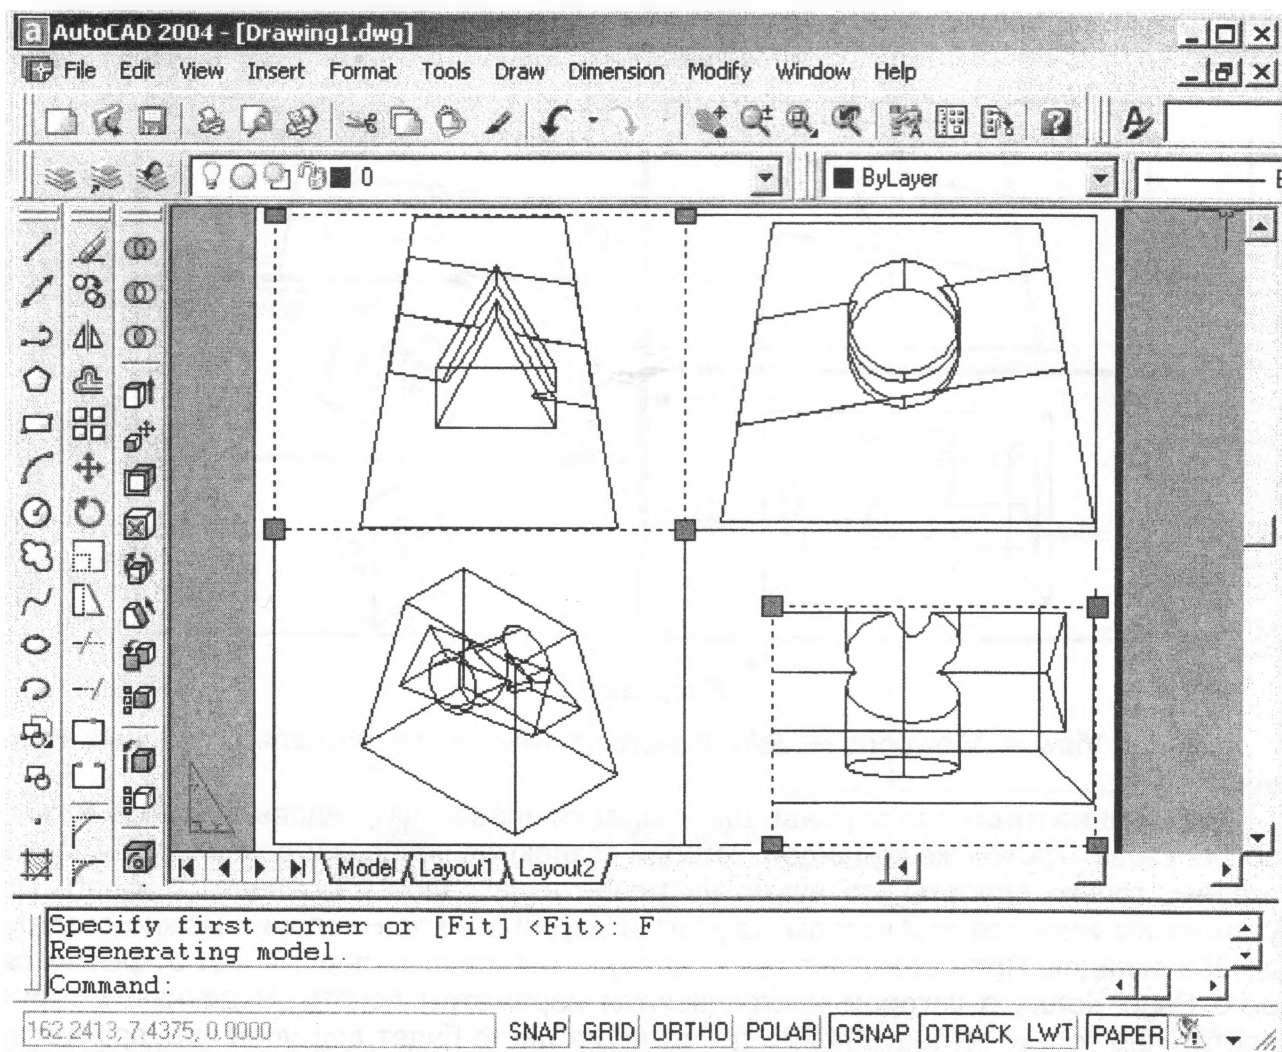 AutoCAD 2004 - [Drawing1.dwg]
File Edit View Insert Format Tools Draw Dimension Modify Window Help
0
ByLayer
Model Layout1 Layout2
Specify first corner or [Fit] <Fit>: F
Regenerating model.
Command:
162.2413, 7.4375, 0.0000
SNAP GRID ORTHO POLAR OSNAP OTRACK LWT PAPER